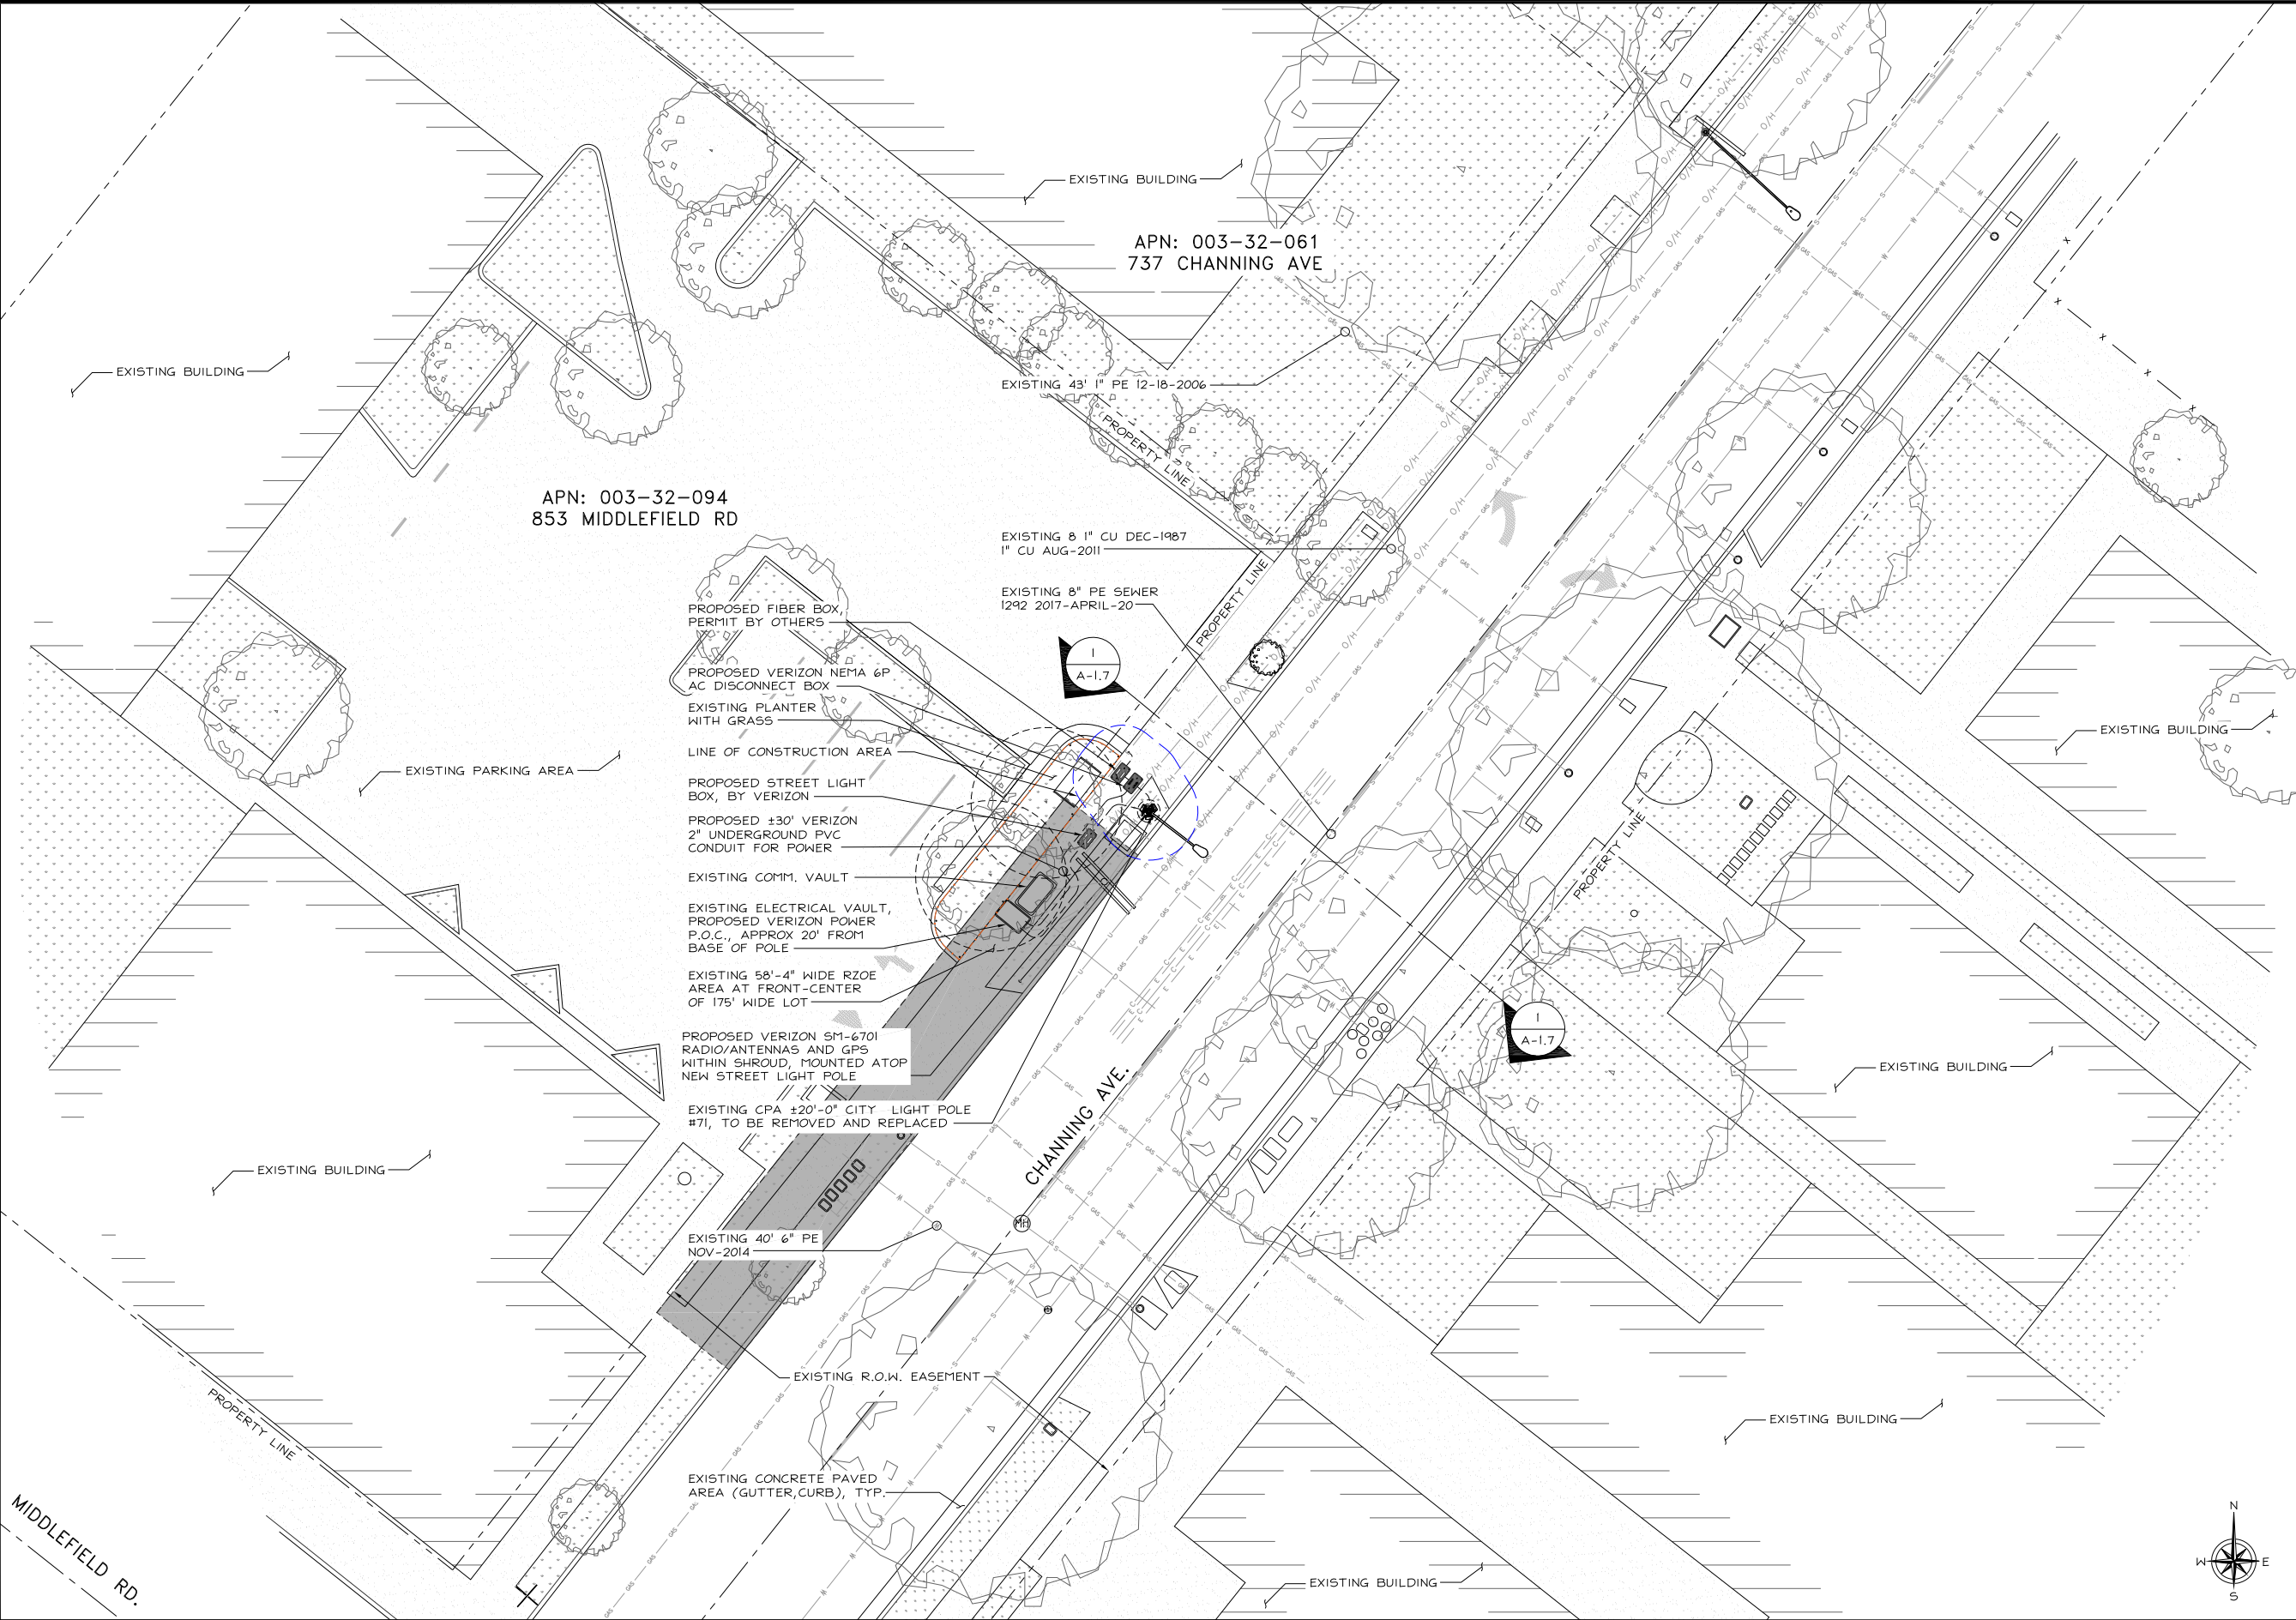 EXISTING BUILDING
APN: 003-32-061
737 CHANNING AVE
EXISTING BUILDING
EXISTING 43' 1" PE 12-18-2006
PROPERTY LINE
APN: 003-32-094
853 MIDDLEFIELD RD
EXISTING 8 1" CU DEC-1987
1" CU AUG-2011
EXISTING 8" PE SEWER
1292 2017-APRIL-20
PROPERTY LINE
PROPOSED FIBER BOX,
PERMIT BY OTHERS
1
A-1.7
PROPOSED VERIZON NEMA 6P
AC DISCONNECT BOX
EXISTING PLANTER
WITH GRASS
LINE OF CONSTRUCTION AREA
EXISTING PARKING AREA
EXISTING BUILDING
PROPOSED STREET LIGHT
BOX, BY VERIZON
PROPOSED ±30' VERIZON
2" UNDERGROUND PVC
CONDUIT FOR POWER
PROPERTY LINE
EXISTING COMM. VAULT
EXISTING ELECTRICAL VAULT,
PROPOSED VERIZON POWER
P.O.C., APPROX 20' FROM
BASE OF POLE
EXISTING 58'-4" WIDE RZOE
AREA AT FRONT-CENTER
OF 175' WIDE LOT
1
A-1.7
PROPOSED VERIZON SM-6701
RADIO/ANTENNAS AND GPS
WITHIN SHROUD, MOUNTED ATOP
NEW STREET LIGHT POLE
EXISTING BUILDING
EXISTING CPA ±20'-0" CITY LIGHT POLE
#71, TO BE REMOVED AND REPLACED
CHANNING AVE.
EXISTING BUILDING
MH
EXISTING 40' 6" PE
NOV-2014
EXISTING R.O.W. EASEMENT
PROPERTY LINE
EXISTING BUILDING
EXISTING CONCRETE PAVED
AREA (GUTTER,CURB), TYP.
MIDDLEFIELD RD.
EXISTING BUILDING
N
W E
S